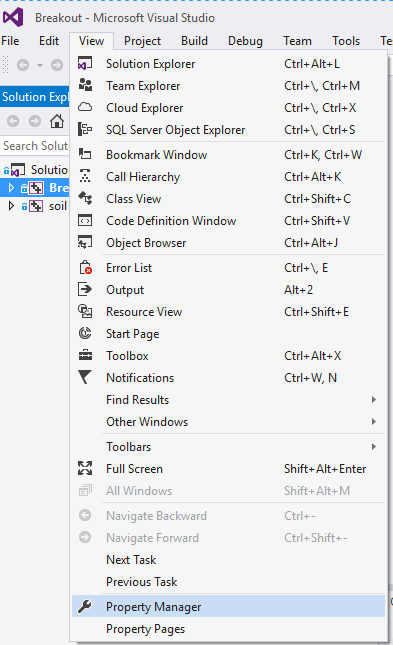 Breakout - Microsoft Visual Studio
File Edit View Project Build Debug Team Tools
Solution Explorer Ctrl+Alt+L
Team Explorer Ctrl+\, Ctrl+M
Cloud Explorer Ctrl+\, Ctrl+X
SQL Server Object Explorer Ctrl+\, Ctrl+S
Bookmark Window Ctrl+K, Ctrl+W
Call Hierarchy Ctrl+Alt+K
Class View Ctrl+Shift+C
Code Definition Window Ctrl+Shift+V
Object Browser Ctrl+Alt+J
Error List Ctrl+\, E
Output Alt+2
Resource View Ctrl+Shift+E
Start Page
Toolbox Ctrl+Alt+X
Notifications Ctrl+W, N
Find Results
Other Windows
Toolbars
Full Screen Shift+Alt+Enter
All Windows Shift+Alt+M
Navigate Backward Ctrl+-
Navigate Forward Ctrl+Shift+-
Next Task
Previous Task
Property Manager
Property Pages
Solution Expl
Search Solu
Solution
Bre
soil